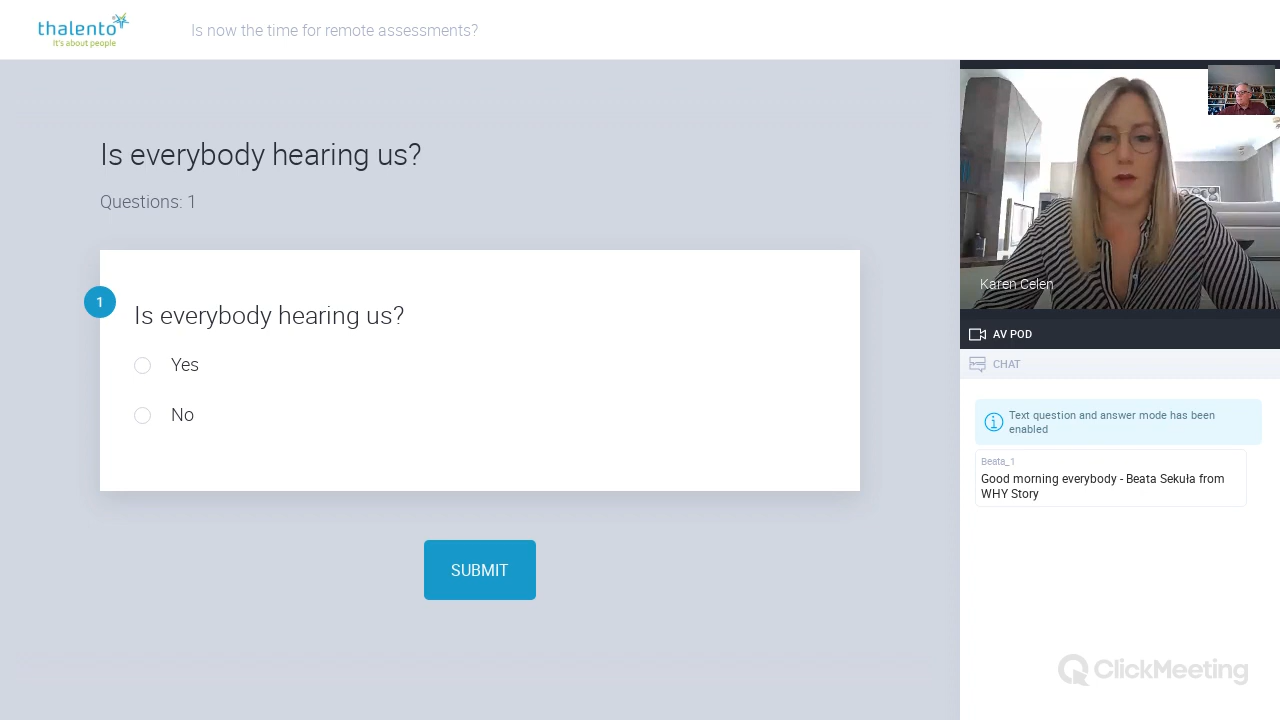 thalento
It's about people
Is now the time for remote assessments?
Is everybody hearing us?
Questions: 1
1
Is everybody hearing us?
Yes
No
SUBMIT
Karen Celen
AV POD
CHAT
Text question and answer mode has been
enabled
Beata_1
Good morning everybody - Beata Sekuła from
WHY Story
ClickMeeting